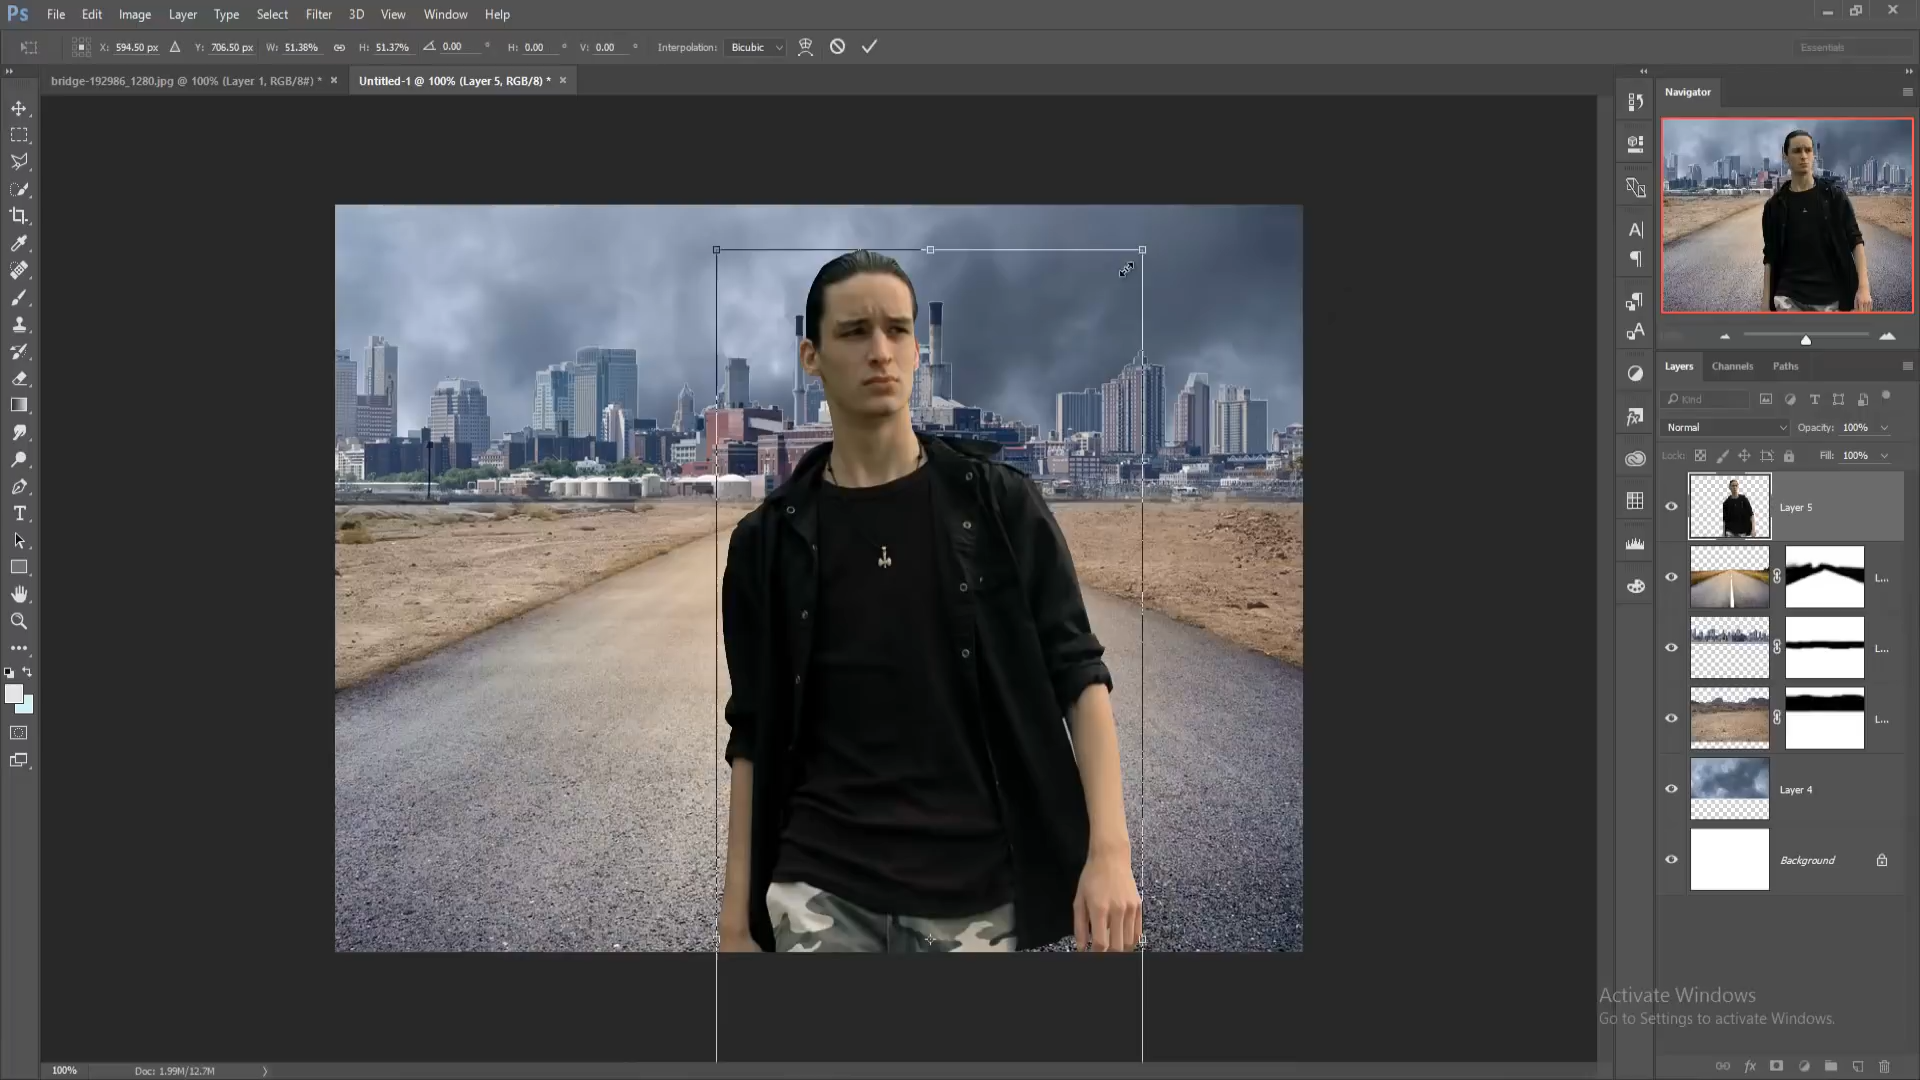 Ps File Edit Image Layer Type Select Filter 3D View Window Help
X: 594.50 px Y: 706.50 px W: 51.38% H: 51.37% 0.00 ° H: 0.00 ° V: 0.00 ° Interpolation: Bicubic Essentials
bridge-192986_1280.jpg @ 100% (Layer 1, RGB/8#) * × Untitled-1 @ 100% (Layer 5, RGB/8) * ×
Navigator
Layers Channels Paths
Kind
Normal Opacity: 100%
Lock: Fill: 100%
Layer 5
L...
L...
L...
Layer 4
Background
Activate Windows
Go to Settings to activate Windows.
100% Doc: 1.99M/12.7M